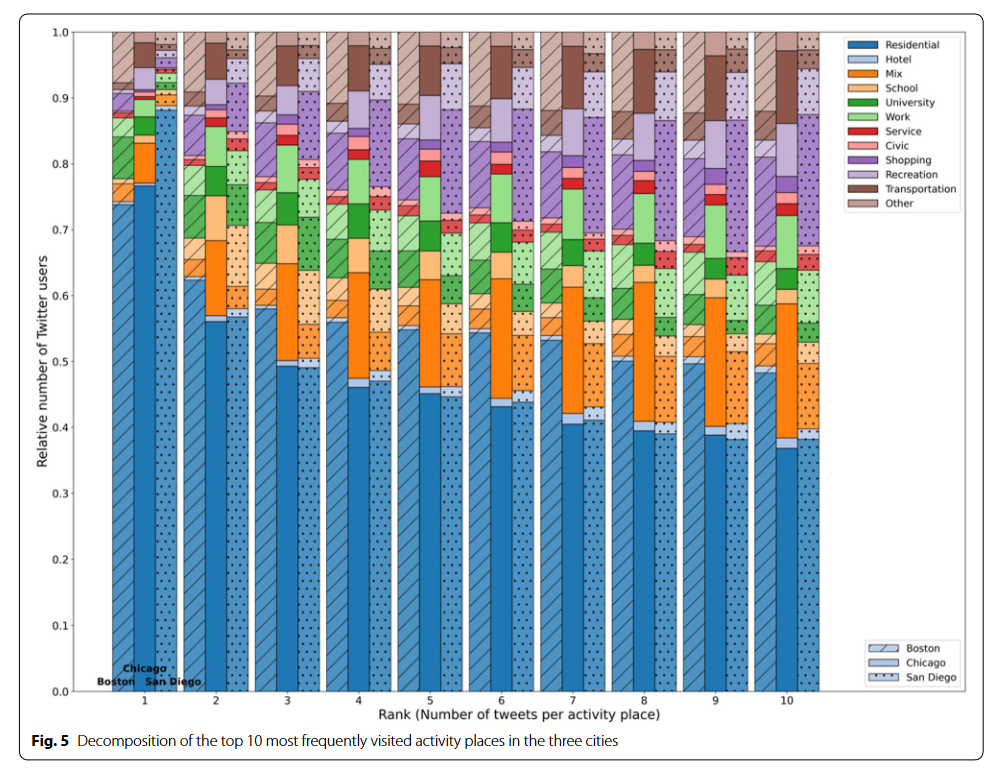 1.0
0.9
0.8
0.7
0.6
0.5
0.4
0.3
0.2
0.1
0.0
Relative number of Twitter users
Residential
Hotel
Mix
School
University
Work
Service
Civic
Shopping
Recreation
Transportation
Other
Boston
Chicago
San Diego
Chicago
Boston San Diego
1 2 3 4 5 6 7 8 9 10
Rank (Number of tweets per activity place)
Fig. 5 Decomposition of the top 10 most frequently visited activity places in the three cities